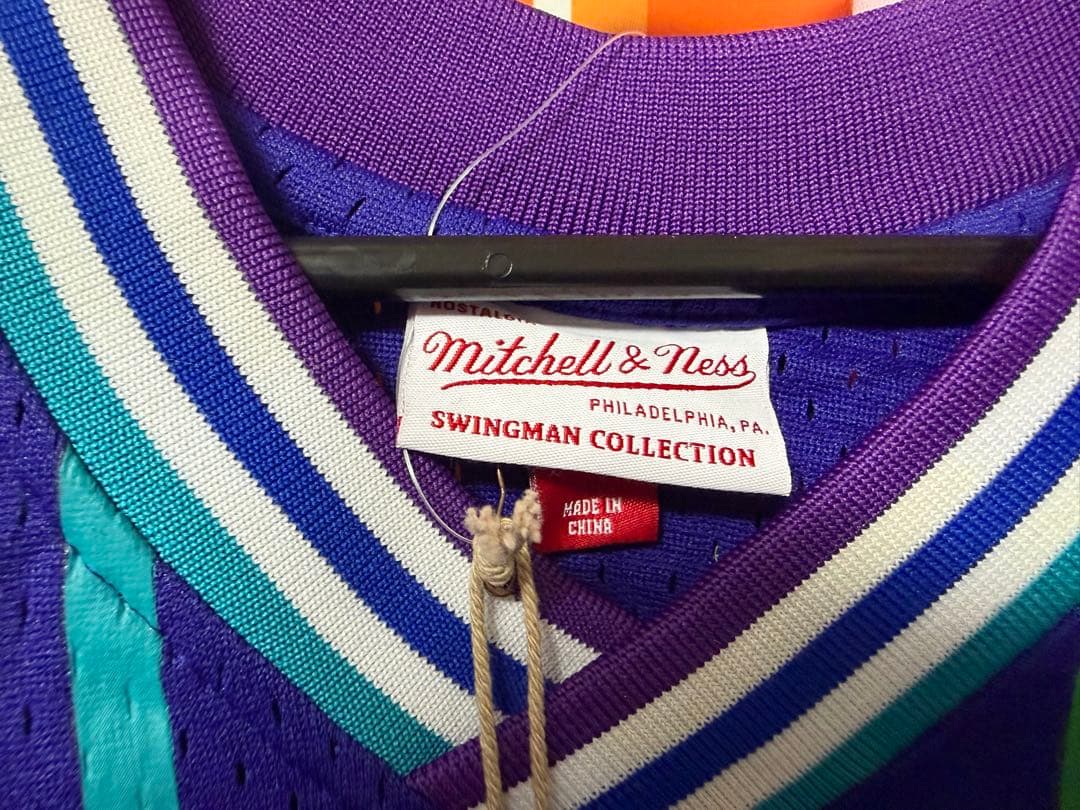 Mitchell & Ness
PHILADELPHIA, PA.
SWINGMAN COLLECTION
MADE IN
CHINA